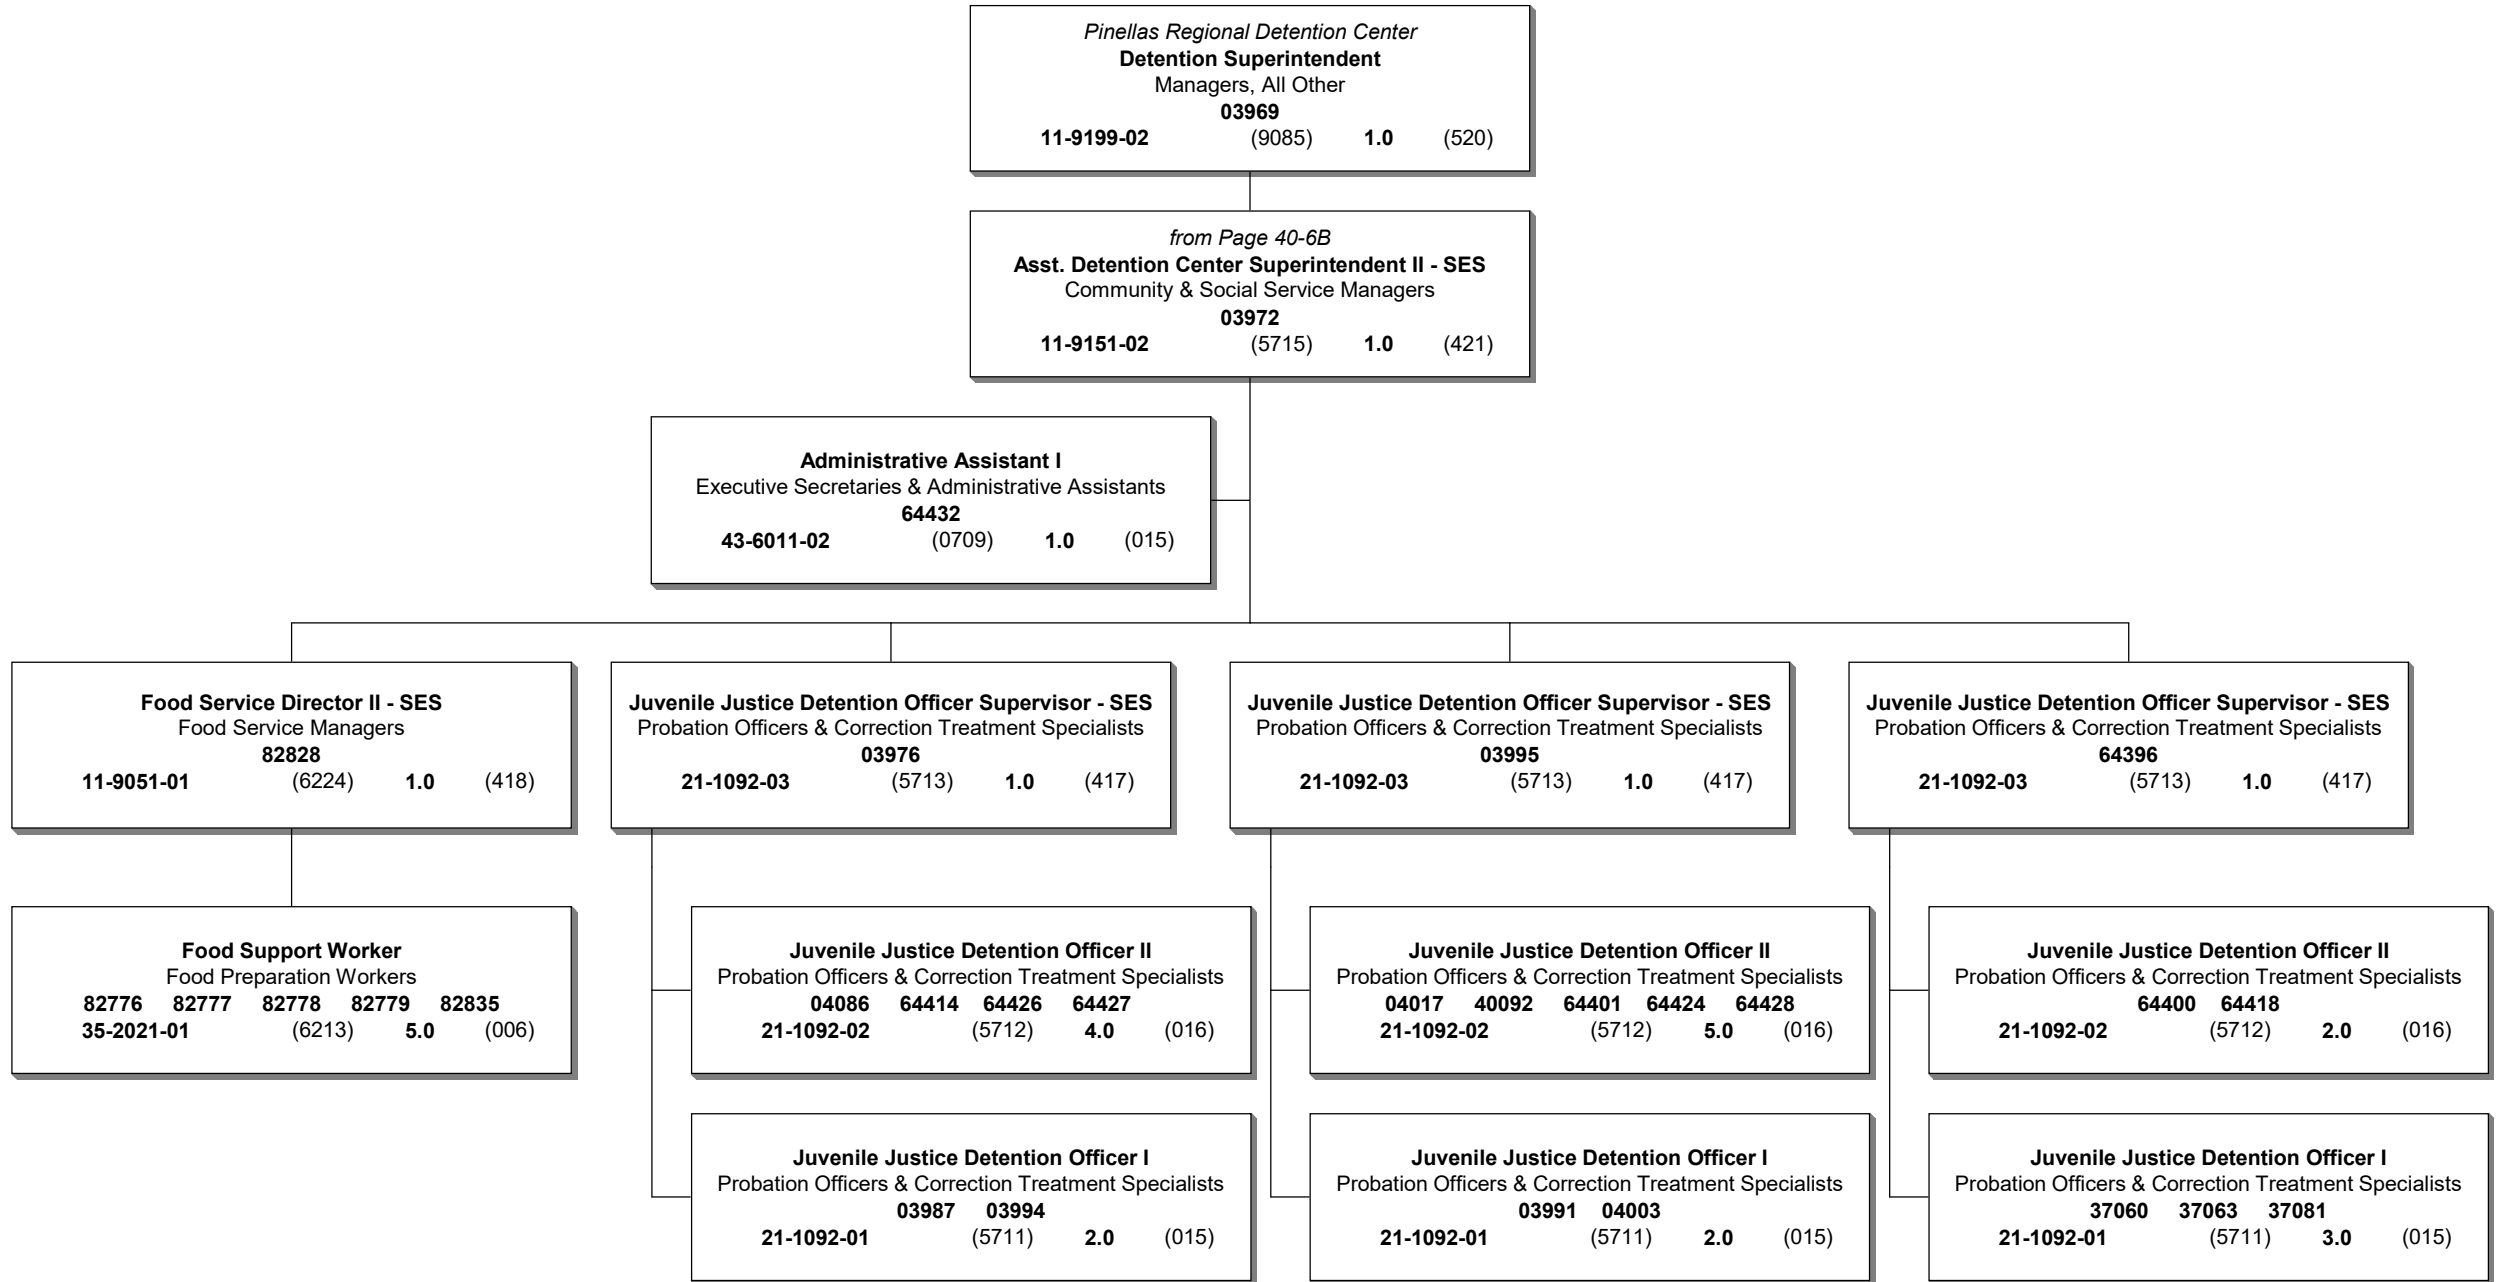 Pinellas Regional Detention Center
Detention Superintendent
Managers, All Other
03969
11-9199-02 (9085) 1.0 (520)
from Page 40-6B
Asst. Detention Center Superintendent II - SES
Community & Social Service Managers
03972
11-9151-02 (5715) 1.0 (421)
Administrative Assistant I
Executive Secretaries & Administrative Assistants
64432
43-6011-02 (0709) 1.0 (015)
Food Service Director II - SES
Food Service Managers
82828
11-9051-01 (6224) 1.0 (418)
Juvenile Justice Detention Officer Supervisor - SES
Probation Officers & Correction Treatment Specialists
03976
21-1092-03 (5713) 1.0 (417)
Juvenile Justice Detention Officer Supervisor - SES
Probation Officers & Correction Treatment Specialists
03995
21-1092-03 (5713) 1.0 (417)
Juvenile Justice Detention Officer Supervisor - SES
Probation Officers & Correction Treatment Specialists
64396
21-1092-03 (5713) 1.0 (417)
Food Support Worker
Food Preparation Workers
82776 82777 82778 82779 82835
35-2021-01 (6213) 5.0 (006)
Juvenile Justice Detention Officer II
Probation Officers & Correction Treatment Specialists
04086 64414 64426 64427
21-1092-02 (5712) 4.0 (016)
Juvenile Justice Detention Officer II
Probation Officers & Correction Treatment Specialists
04017 40092 64401 64424 64428
21-1092-02 (5712) 5.0 (016)
Juvenile Justice Detention Officer II
Probation Officers & Correction Treatment Specialists
64400 64418
21-1092-02 (5712) 2.0 (016)
Juvenile Justice Detention Officer I
Probation Officers & Correction Treatment Specialists
03987 03994
21-1092-01 (5711) 2.0 (015)
Juvenile Justice Detention Officer I
Probation Officers & Correction Treatment Specialists
03991 04003
21-1092-01 (5711) 2.0 (015)
Juvenile Justice Detention Officer I
Probation Officers & Correction Treatment Specialists
37060 37063 37081
21-1092-01 (5711) 3.0 (015)